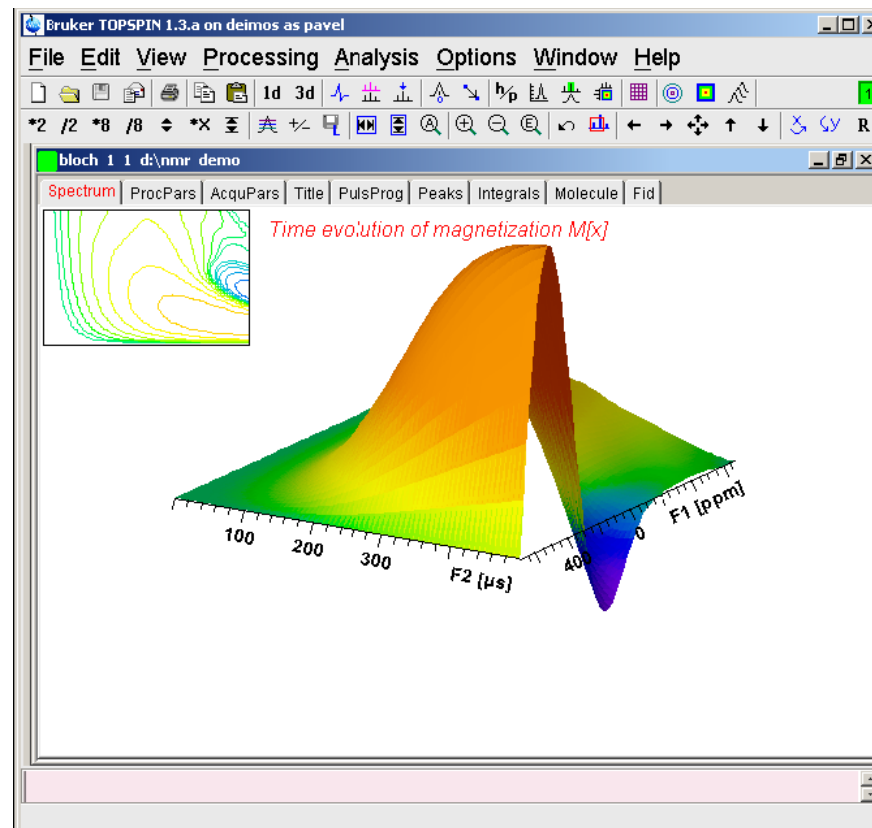 Bruker TOPSPIN 1.3.a on deimos as pavel
File Edit View Processing Analysis Options Window Help
1d 3d h/p 1
*2 /2 *8 /8 *X +/- A Q E R
bloch 1 1 d:\nmr demo
Spectrum ProcPars AcquPars Title PulsProg Peaks Integrals Molecule Fid
Time evolution of magnetization M[x]
100 200 300 F2 [µs]
400 0 F1 [ppm]